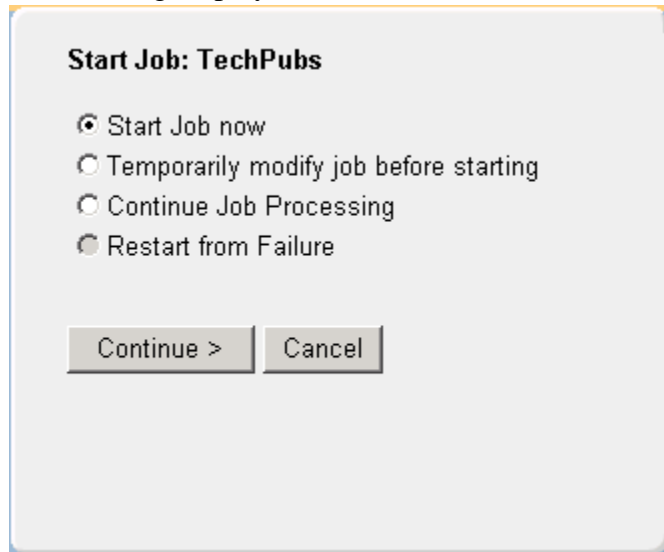 Start Job: TechPubs
Start Job now
Temporarily modify job before starting
Continue Job Processing
Restart from Failure
Continue > Cancel